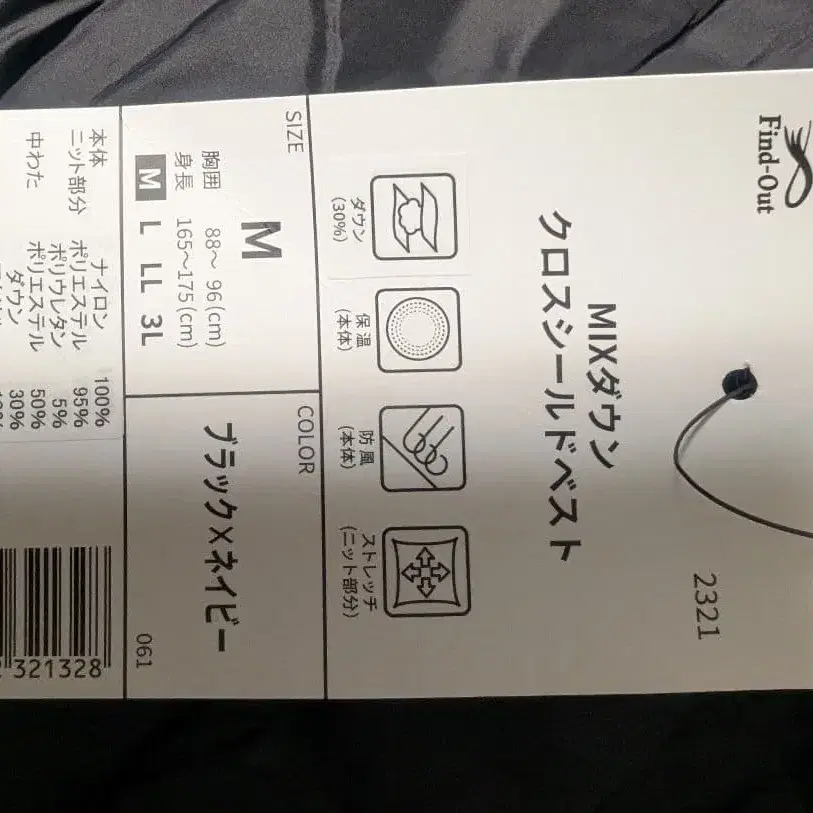 Find-Out
2321
MIXダウン
クロスシールドベスト
ダウン
(30%)
保温
(本体)
防風
(本体)
ストレッチ
(ニット部分)
SIZE
M
胸囲 88～ 96(cm)
身長 165～175(cm)
M L LL 3L
COLOR
ブラック×ネイビー
061
本体 ナイロン 100%
ニット部分 ポリエステル 95%
ポリウレタン 5%
中わた ポリエステル 50%
ダウン 30%
321328